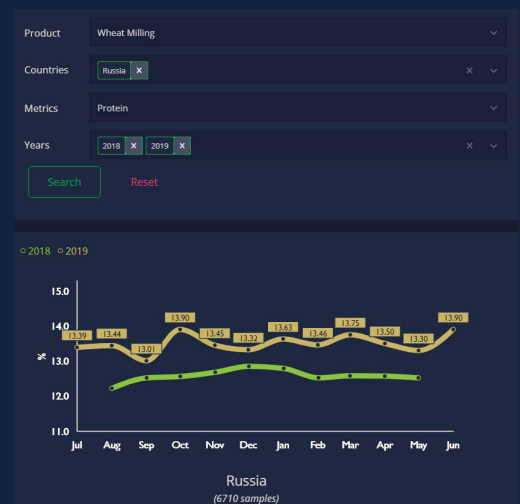 Product Wheat Milling
Countries Russia X X
Metrics Protein
Years 2018 X 2019 X X
Search Reset
2018 2019
15.0
14.0
%
13.0
12.0
11.0
13.39 13.44 13.01 13.90 13.45 13.32 13.63 13.46 13.75 13.50 13.30 13.90
Jul Aug Sep Oct Nov Dec Jan Feb Mar Apr May Jun
Russia
(6710 samples)